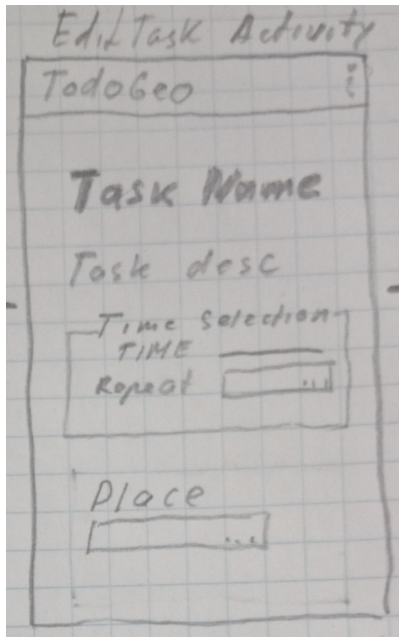 Edit Task Activity
TodoGeo
Task Name
Task desc
Time Selection
TIME
Repeat ...
Place
...